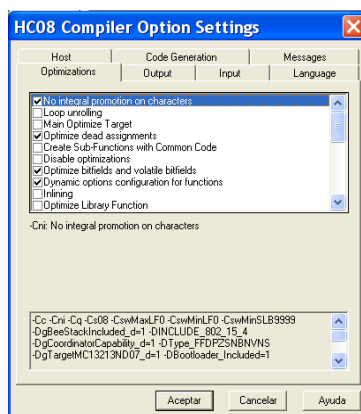 HC08 Compiler Option Settings
Host Code Generation Messages
Optimizations Output Input Language
No integral promotion on characters
Loop unrolling
Main Optimize Target
Optimize dead assignments
Create Sub-Functions with Common Code
Disable optimizations
Optimize bitfields and volatile bitfields
Dynamic options configuration for functions
Inlining
Optimize Library Function
-Cni: No integral promotion on characters
-Cc -Cni -Cq -Cs08 -CswMaxLF0 -CswMinLF0 -CswMinSLB9999
-DgBeeStackIncluded_d=1 -DINCLUDE_802_15_4
-DgCoordinatorCapability_d=1 -DType_FFDPZSNBNVNS
-DgTargetMC13213ND07_d=1 -DBootloader_Included=1
Aceptar Cancelar Ayuda